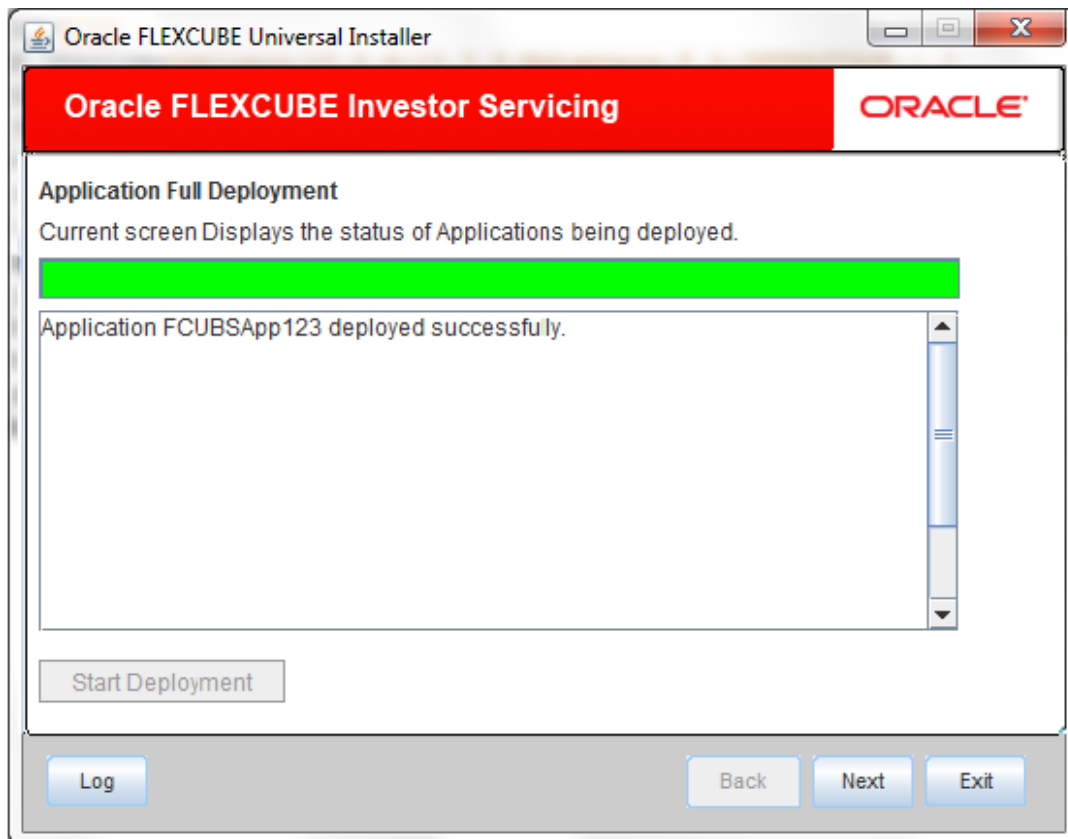 Oracle FLEXCUBE Universal Installer
Oracle FLEXCUBE Investor Servicing
ORACLE
Application Full Deployment
Current screen Displays the status of Applications being deployed.
Application FCUBSApp123 deployed successfully.
Start Deployment
Log
Back
Next
Exit